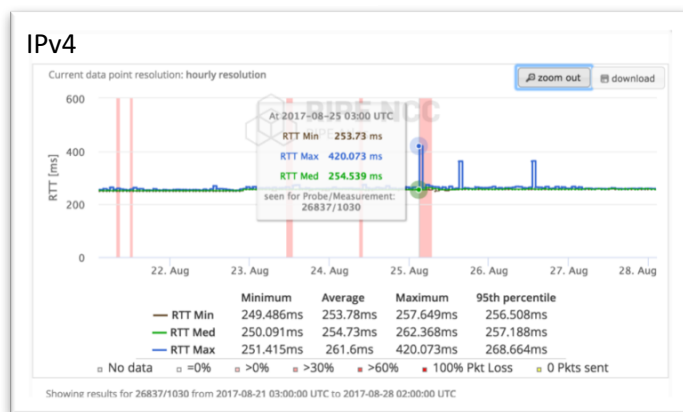 IPv4
Current data point resolution: hourly resolution
zoom out
download
RIPE NCC
At 2017-08-25 03:00 UTC
RTT Min 253.73 ms
RTT Max 420.073 ms
RTT Med 254.539 ms
seen for Probe/Measurement:
26837/1030
RTT [ms]
600
400
200
0
22. Aug 23. Aug 24. Aug 25. Aug 26. Aug 27. Aug 28. Aug
Minimum Average Maximum 95th percentile
RTT Min 249.486ms 253.78ms 257.649ms 256.508ms
RTT Med 250.091ms 254.73ms 262.368ms 257.188ms
RTT Max 251.415ms 261.6ms 420.073ms 268.664ms
No data =0% >0% >30% >60% 100% Pkt Loss 0 Pkts sent
Showing results for 26837/1030 from 2017-08-21 03:00:00 UTC to 2017-08-28 02:00:00 UTC